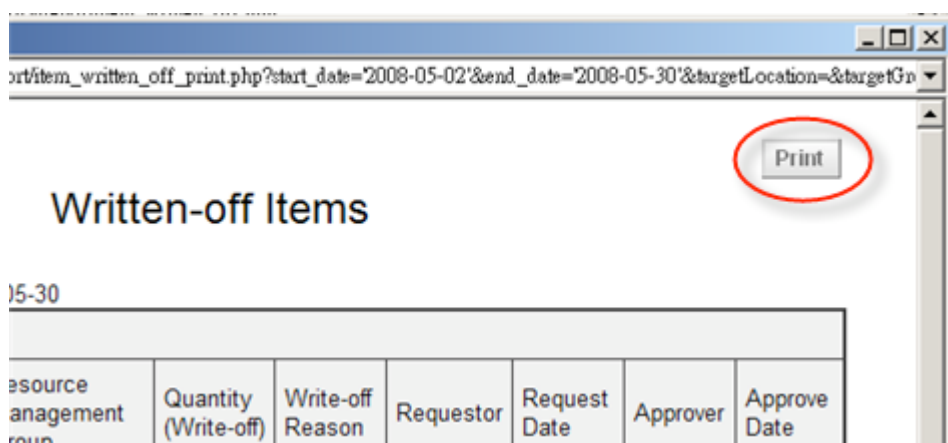 ort/item_written_off_print.php?start_date='2008-05-02'&end_date='2008-05-30'&targetLocation=&targetGr
Print
Written-off Items
05-30
esource
anagement
roup
Quantity
(Write-off)
Write-off
Reason
Requestor
Request
Date
Approver
Approve
Date